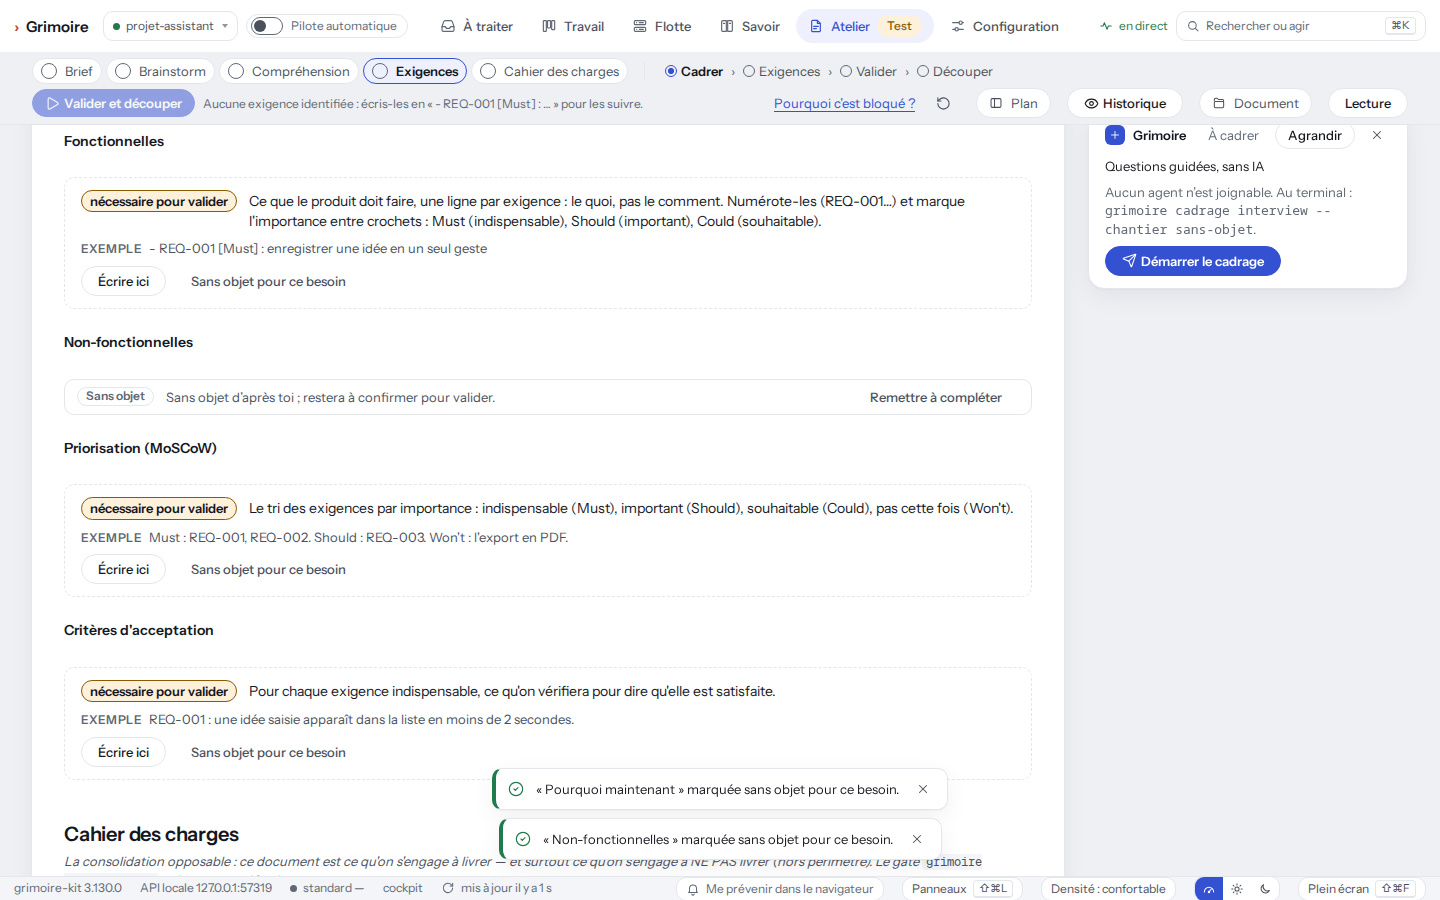 › Grimoire projet-assistant Pilote automatique À traiter Travail Flotte Savoir Atelier Test Configuration en direct Rechercher ou agir ⌘K
Brief Brainstorm Compréhension Exigences Cahier des charges Cadrer › Exigences › Valider › Découper
Valider et découper Aucune exigence identifiée : écris-les en « - REQ-001 [Must] : … » pour les suivre. Pourquoi c'est bloqué ? Plan Historique Document Lecture
Fonctionnelles
nécessaire pour valider Ce que le produit doit faire, une ligne par exigence : le quoi, pas le comment. Numérote-les (REQ-001…) et marque
l'importance entre crochets : Must (indispensable), Should (important), Could (souhaitable).
EXEMPLE - REQ-001 [Must] : enregistrer une idée en un seul geste
Écrire ici Sans objet pour ce besoin
Non-fonctionnelles
Sans objet Sans objet d'après toi ; restera à confirmer pour valider. Remettre à compléter
Priorisation (MoSCoW)
nécessaire pour valider Le tri des exigences par importance : indispensable (Must), important (Should), souhaitable (Could), pas cette fois (Won't).
EXEMPLE Must : REQ-001, REQ-002. Should : REQ-003. Won't : l'export en PDF.
Écrire ici Sans objet pour ce besoin
Critères d'acceptation
nécessaire pour valider Pour chaque exigence indispensable, ce qu'on vérifiera pour dire qu'elle est satisfaite.
EXEMPLE REQ-001 : une idée saisie apparaît dans la liste en moins de 2 secondes.
Écrire ici Sans objet pour ce besoin
Cahier des charges
La consolidation opposable : ce document est ce qu'on s'engage à livrer — et surtout ce qu'on s'engage à NE PAS livrer (hors périmètre). Le gate grimoire
Grimoire À cadrer Agrandir
Questions guidées, sans IA
Aucun agent n'est joignable. Au terminal :
grimoire cadrage interview --
chantier sans-objet.
Démarrer le cadrage
« Pourquoi maintenant » marquée sans objet pour ce besoin.
« Non-fonctionnelles » marquée sans objet pour ce besoin.
grimoire-kit 3.130.0 API locale 127.0.0.1:57319 standard — cockpit mis à jour il y a 1 s Me prévenir dans le navigateur Panneaux ⇧⌘L Densité : confortable Plein écran ⇧⌘F